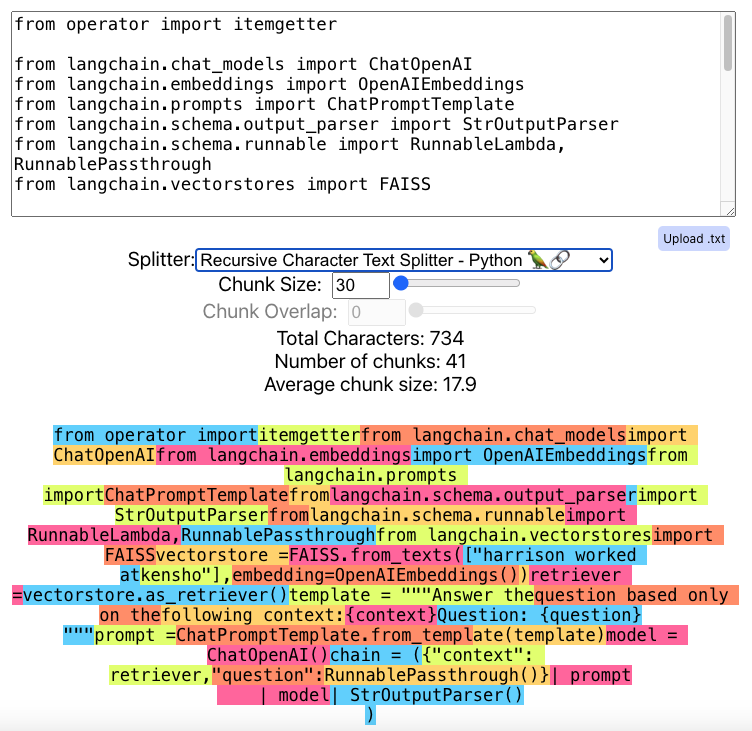 from operator import itemgetter
from langchain.chat_models import ChatOpenAI
from langchain.embeddings import OpenAIEmbeddings
from langchain.prompts import ChatPromptTemplate
from langchain.schema.output_parser import StrOutputParser
from langchain.schema.runnable import RunnableLambda,
RunnablePassthrough
from langchain.vectorstores import FAISS
Upload .txt
Splitter: Recursive Character Text Splitter - Python 🦜🔗
Chunk Size: 30
Chunk Overlap: 0
Total Characters: 734
Number of chunks: 41
Average chunk size: 17.9
from operator importitemgetterfrom langchain.chat_modelsimport
ChatOpenAIfrom langchain.embeddingsimport OpenAIEmbeddingsfrom
langchain.prompts
importChatPromptTemplatefromlangchain.schema.output_parserimport
StrOutputParserfromlangchain.schema.runnableimport
RunnableLambda,RunnablePassthroughfrom langchain.vectorstoresimport
FAISSvectorstore =FAISS.from_texts(["harrison worked
atkensho"],embedding=OpenAIEmbeddings())retriever
=vectorstore.as_retriever()template = """Answer thequestion based only
on thefollowing context:{context}Question: {question}
"""prompt =ChatPromptTemplate.from_template(template)model =
ChatOpenAI()chain = ({"context":
retriever,"question":RunnablePassthrough()}| prompt
| model| StrOutputParser()
)